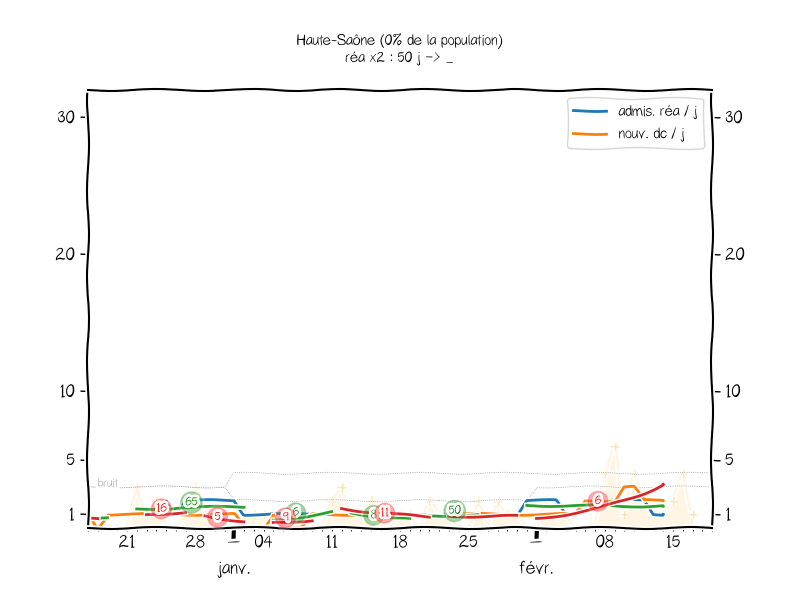 Haute-Saône (0% de la population)
réa x2 : 50 j -> _
admis. réa / j
nouv. dc / j
30 30
20 20
10 10
5 5
1 1
bruit
16 65 5 9 6 8 11 50 6
21 28 04 11 18 25 08 15
janv. févr.